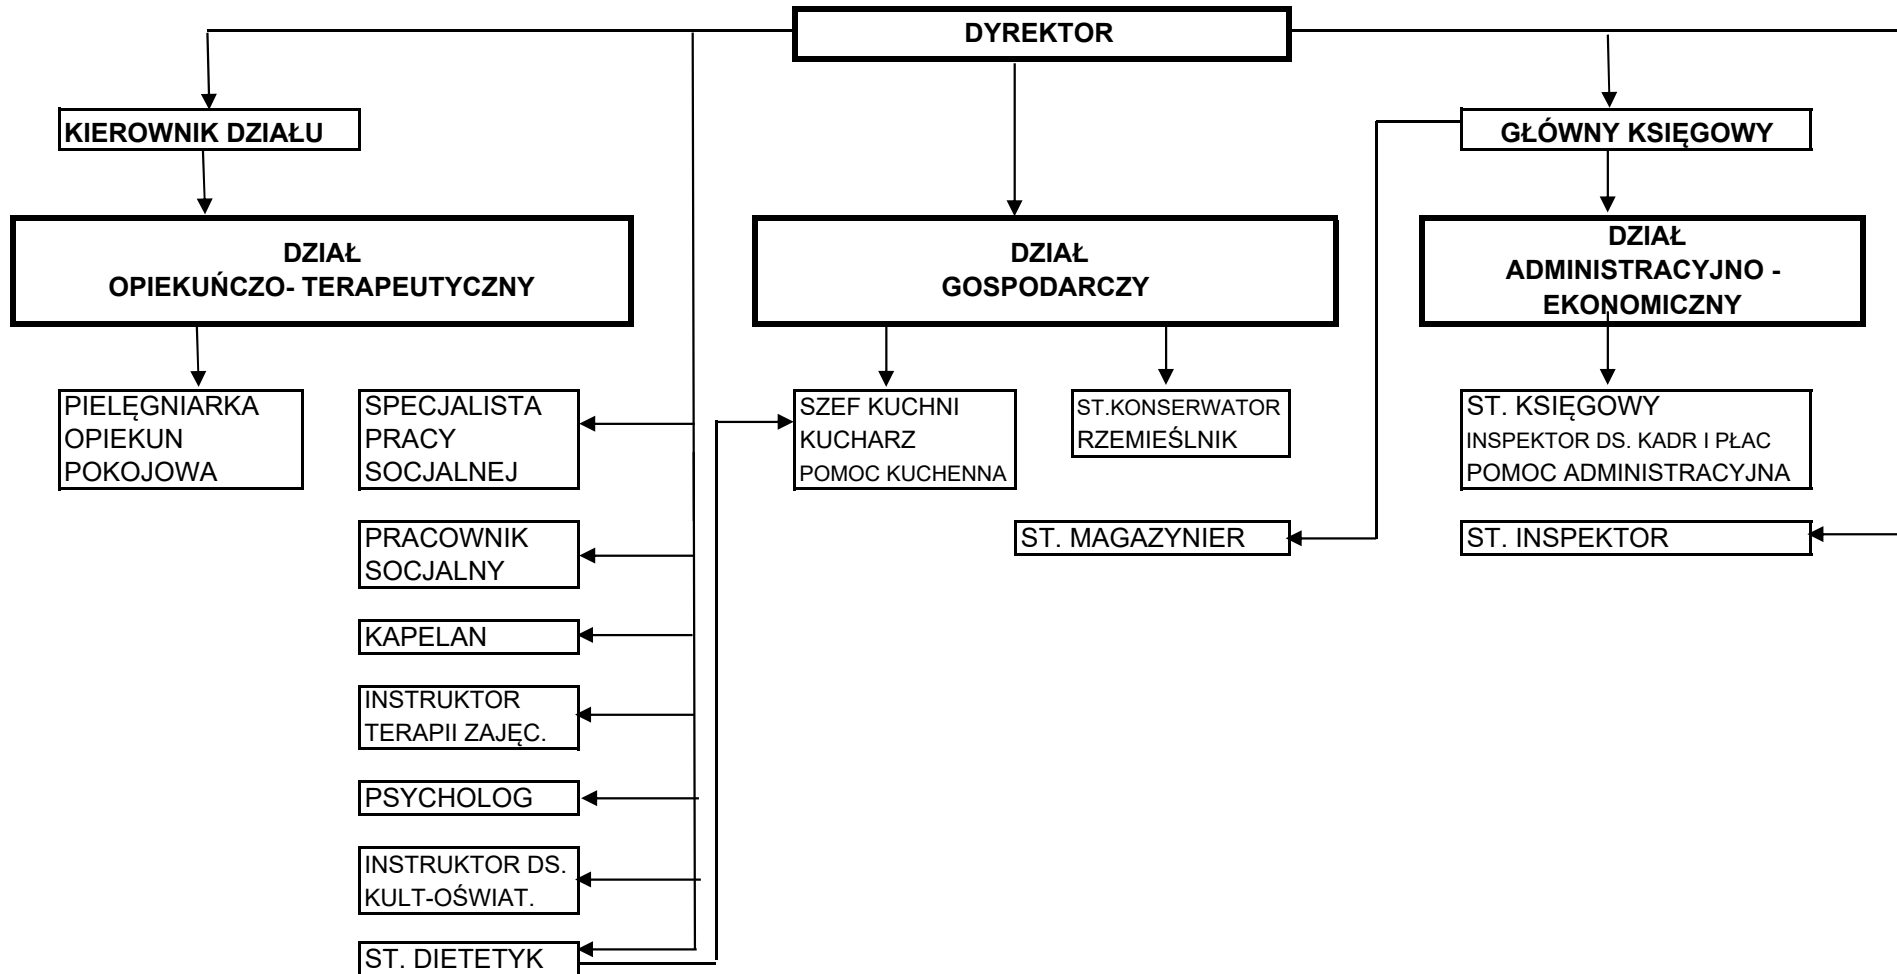 DYREKTOR
KIEROWNIK DZIAŁU
GŁÓWNY KSIĘGOWY
DZIAŁ
OPIEKUŃCZO- TERAPEUTYCZNY
DZIAŁ
GOSPODARCZY
DZIAŁ
ADMINISTRACYJNO -
EKONOMICZNY
PIELĘGNIARKA
OPIEKUN
POKOJOWA
SPECJALISTA
PRACY
SOCJALNEJ
SZEF KUCHNI
KUCHARZ
POMOC KUCHENNA
ST.KONSERWATOR
RZEMIEŚLNIK
ST. KSIĘGOWY
INSPEKTOR DS. KADR I PŁAC
POMOC ADMINISTRACYJNA
PRACOWNIK
SOCJALNY
ST. MAGAZYNIER
ST. INSPEKTOR
KAPELAN
INSTRUKTOR
TERAPII ZAJĘC.
PSYCHOLOG
INSTRUKTOR DS.
KULT-OŚWIAT.
ST. DIETETYK